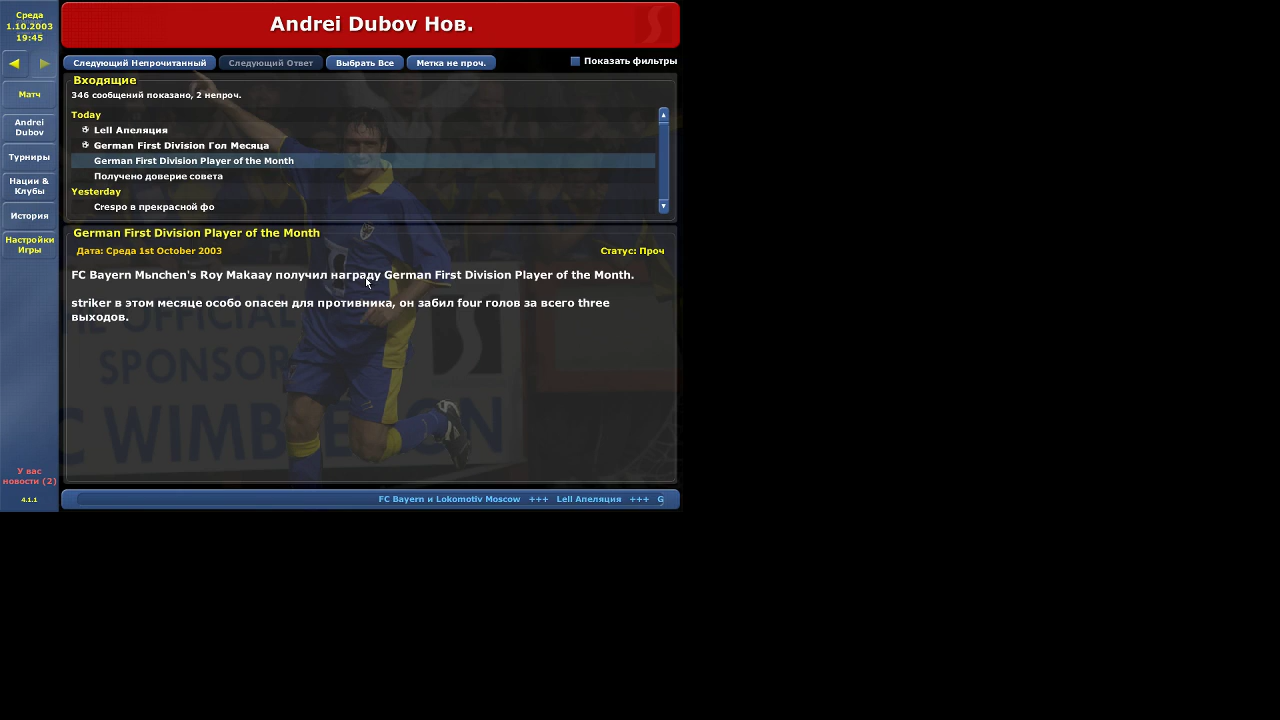 Среда
1.10.2003
19:45
Матч
Andrei
Dubov
Турниры
Нации &
Клубы
История
Настройки
Игры
У вас
новости (2)
4.1.1
Andrei Dubov Нов.
Следующий Непрочитанный
Следующий Ответ
Выбрать Все
Метка не проч.
Показать фильтры
Входящие
346 сообщений показано, 2 непроч.
Today
Lell Апеляция
German First Division Гол Месяца
German First Division Player of the Month
Получено доверие совета
Yesterday
Crespo в прекрасной фо
German First Division Player of the Month
Дата: Среда 1st October 2003
Статус: Проч
FC Bayern Mьnchen's Roy Makaay получил награду German First Division Player of the Month.
striker в этом месяце особо опасен для противника, он забил four голов за всего three
выходов.
OFFICIAL
SPONSOR
C WIMBLEDON
FC Bayern и Lokomotiv Moscow +++ Lell Апеляция +++ G